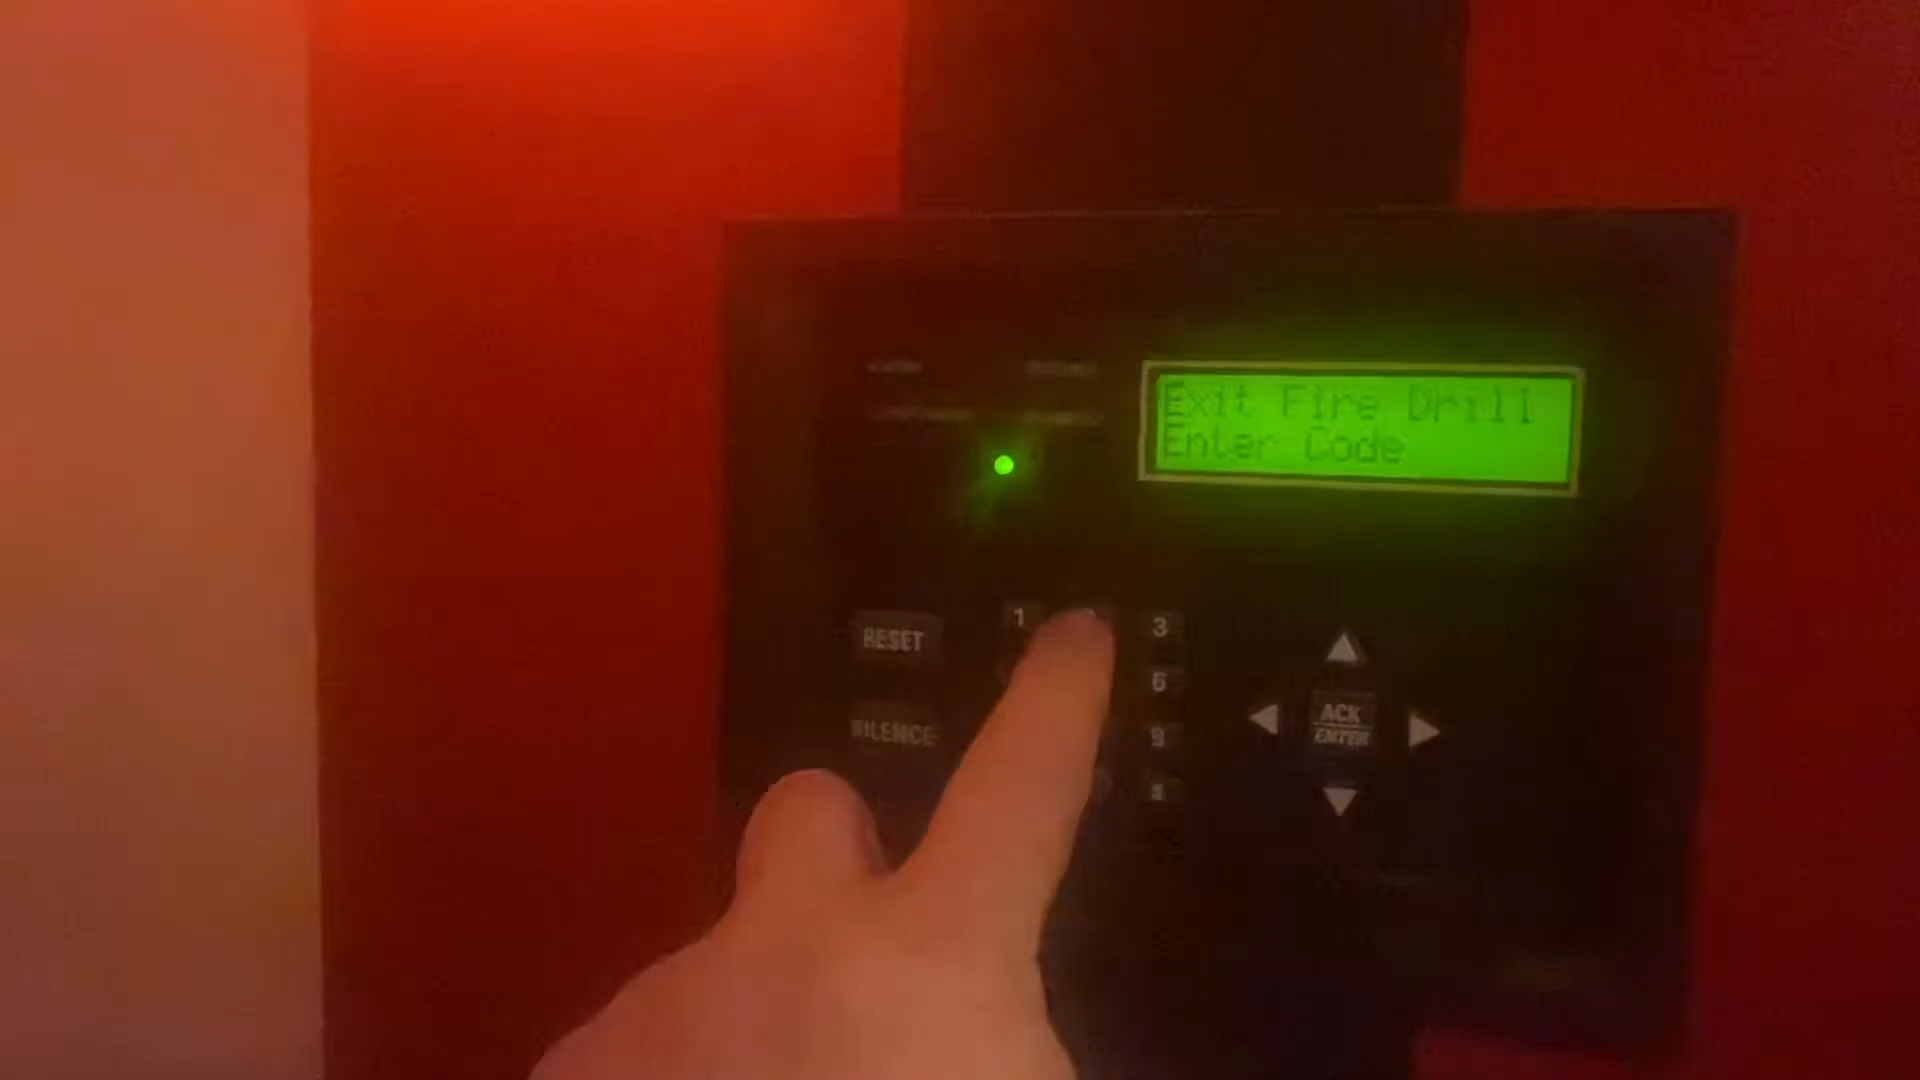 Exit Fire Drill
Enter Code
1
3
RESET
6
ACK
ENTER
SILENCE
9